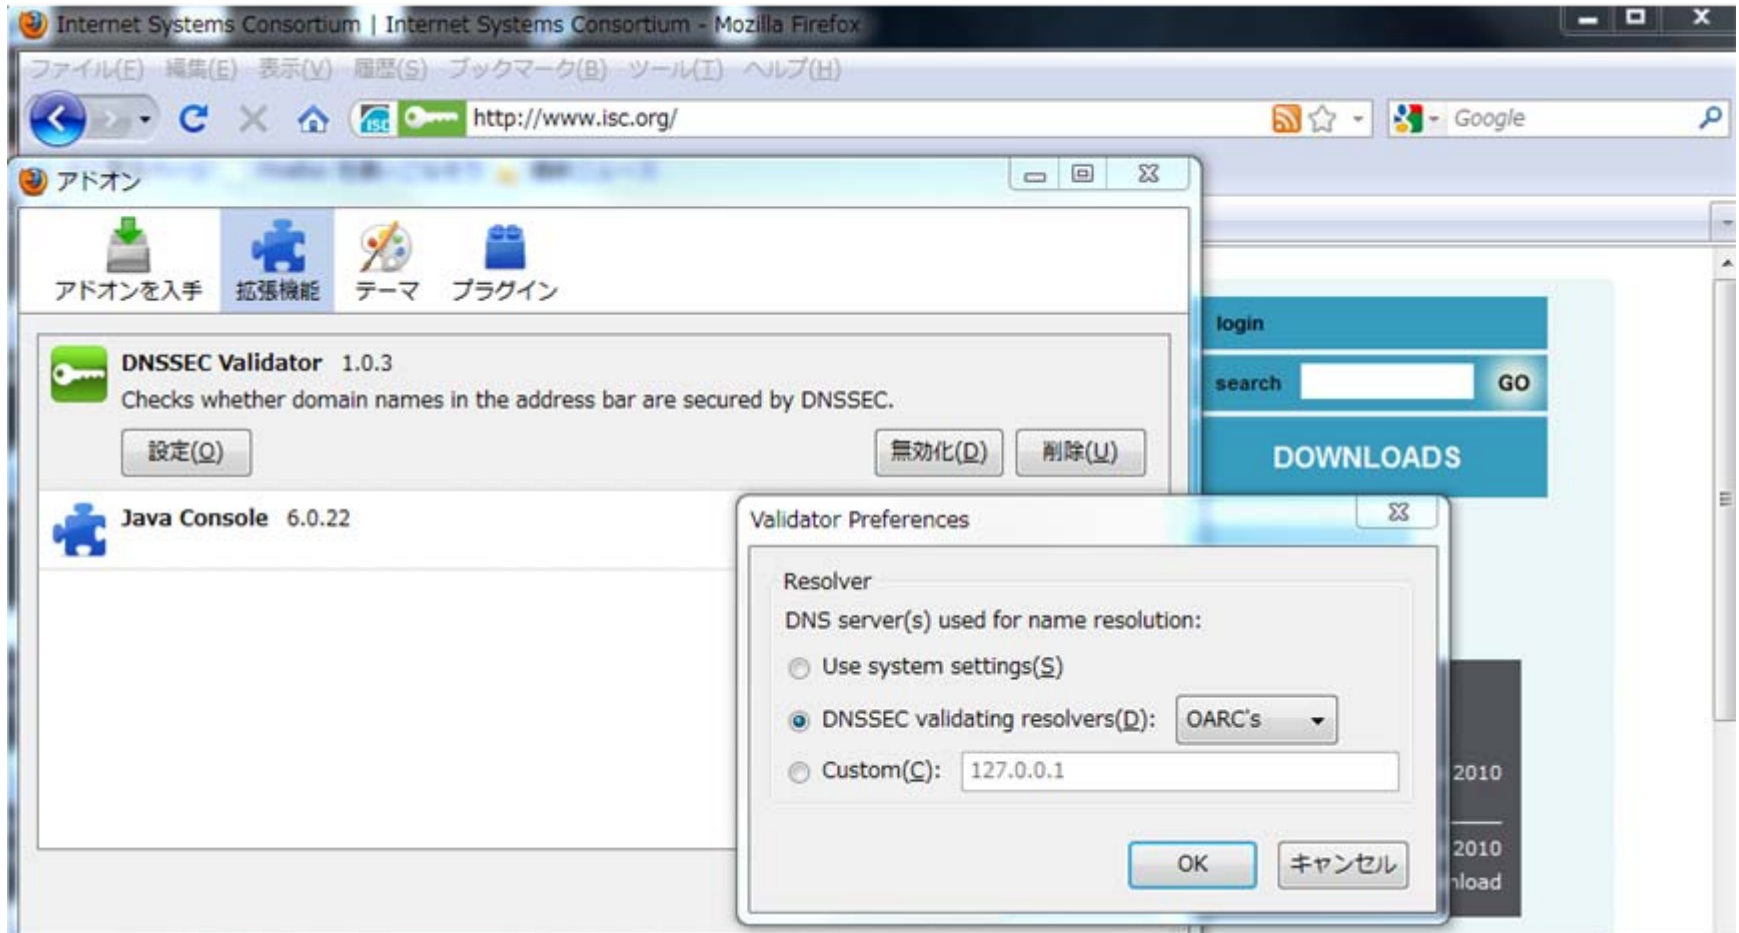 Internet Systems Consortium | Internet Systems Consortium - Mozilla Firefox
ファイル(F) 編集(E) 表示(V) 履歴(S) ブックマーク(B) ツール(T) ヘルプ(H)
isc http://www.isc.org/ Google
アドオン
アドオンを入手 拡張機能 テーマ プラグイン
login
DNSSEC Validator 1.0.3
Checks whether domain names in the address bar are secured by DNSSEC.
search GO
設定(O) 無効化(D) 削除(U)
DOWNLOADS
Java Console 6.0.22
Validator Preferences
Resolver
DNS server(s) used for name resolution:
Use system settings(S)
DNSSEC validating resolvers(D): OARC's
Custom(C): 127.0.0.1
2010
OK キャンセル
2010